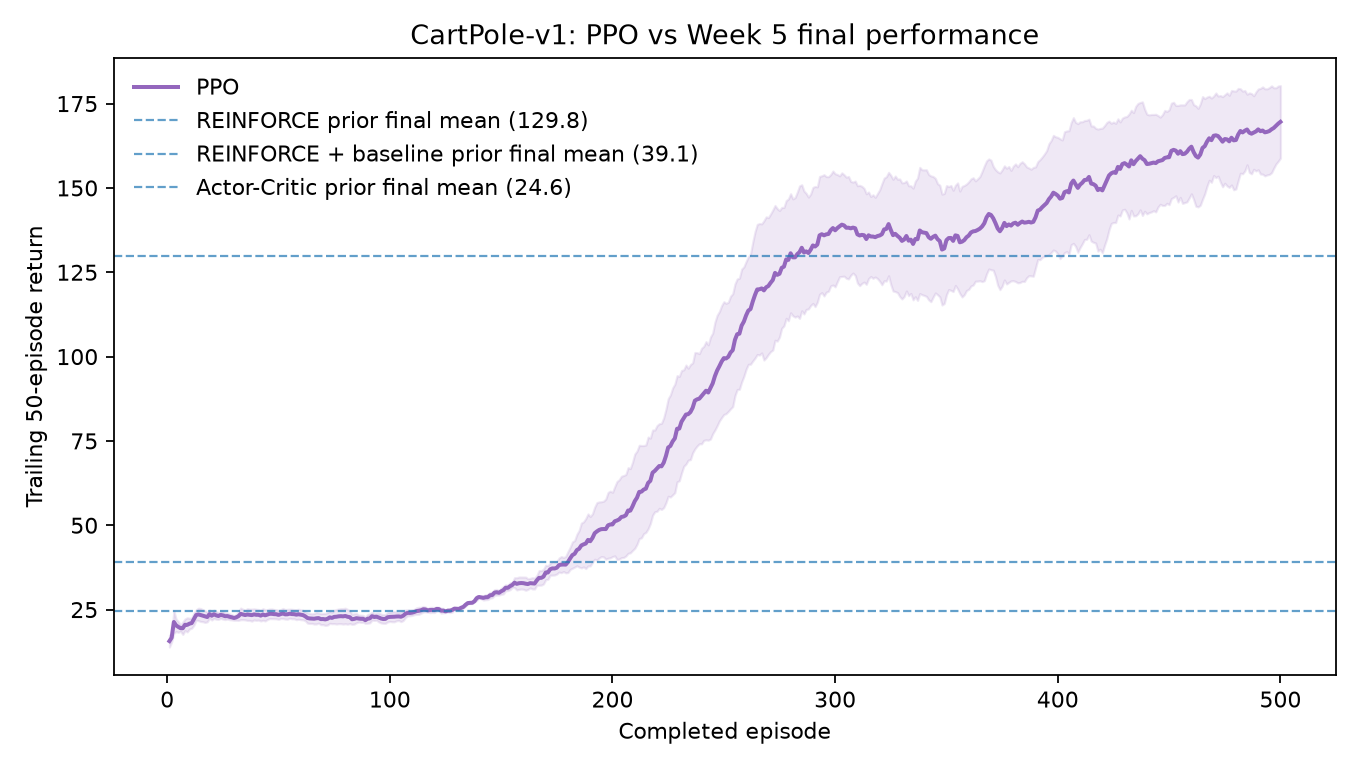 CartPole-v1: PPO vs Week 5 final performance
PPO
REINFORCE prior final mean (129.8)
REINFORCE + baseline prior final mean (39.1)
Actor-Critic prior final mean (24.6)
Trailing 50-episode return
175
150
125
100
75
50
25
0 100 200 300 400 500
Completed episode